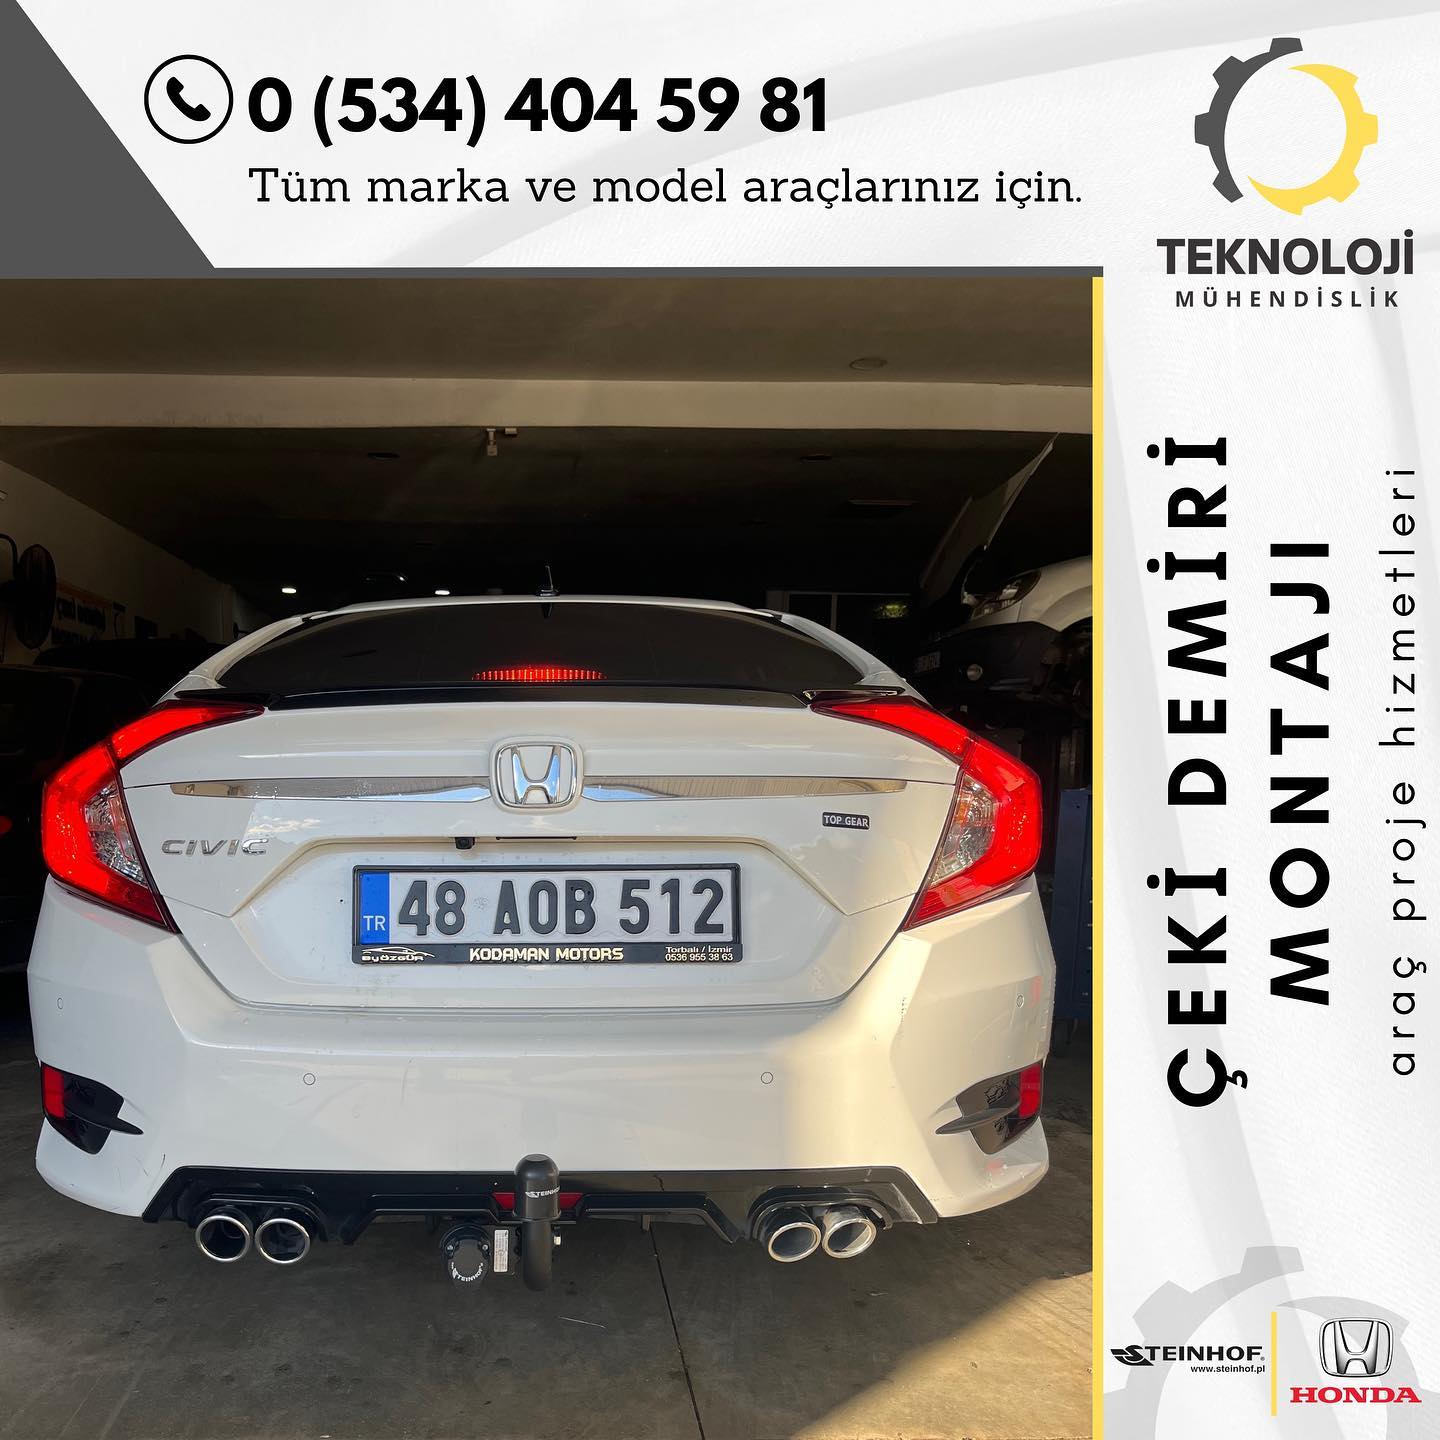 0 (534) 404 59 81
Tüm marka ve model araçlarınız için.
TEKNOLOJİ
MÜHENDİSLİK
ÇEKİ DEMİRİ
MONTAJI
araç proje hizmetleri
CIVIC
TOP GEAR
TR
48 AOB 512
ByÖZGÜR
KODAMAN MOTORS
Torbalı / İzmir
0536 955 38 63
STEINHOF
STEINHOF
STEINHOF
www.steinhof.pl
HONDA